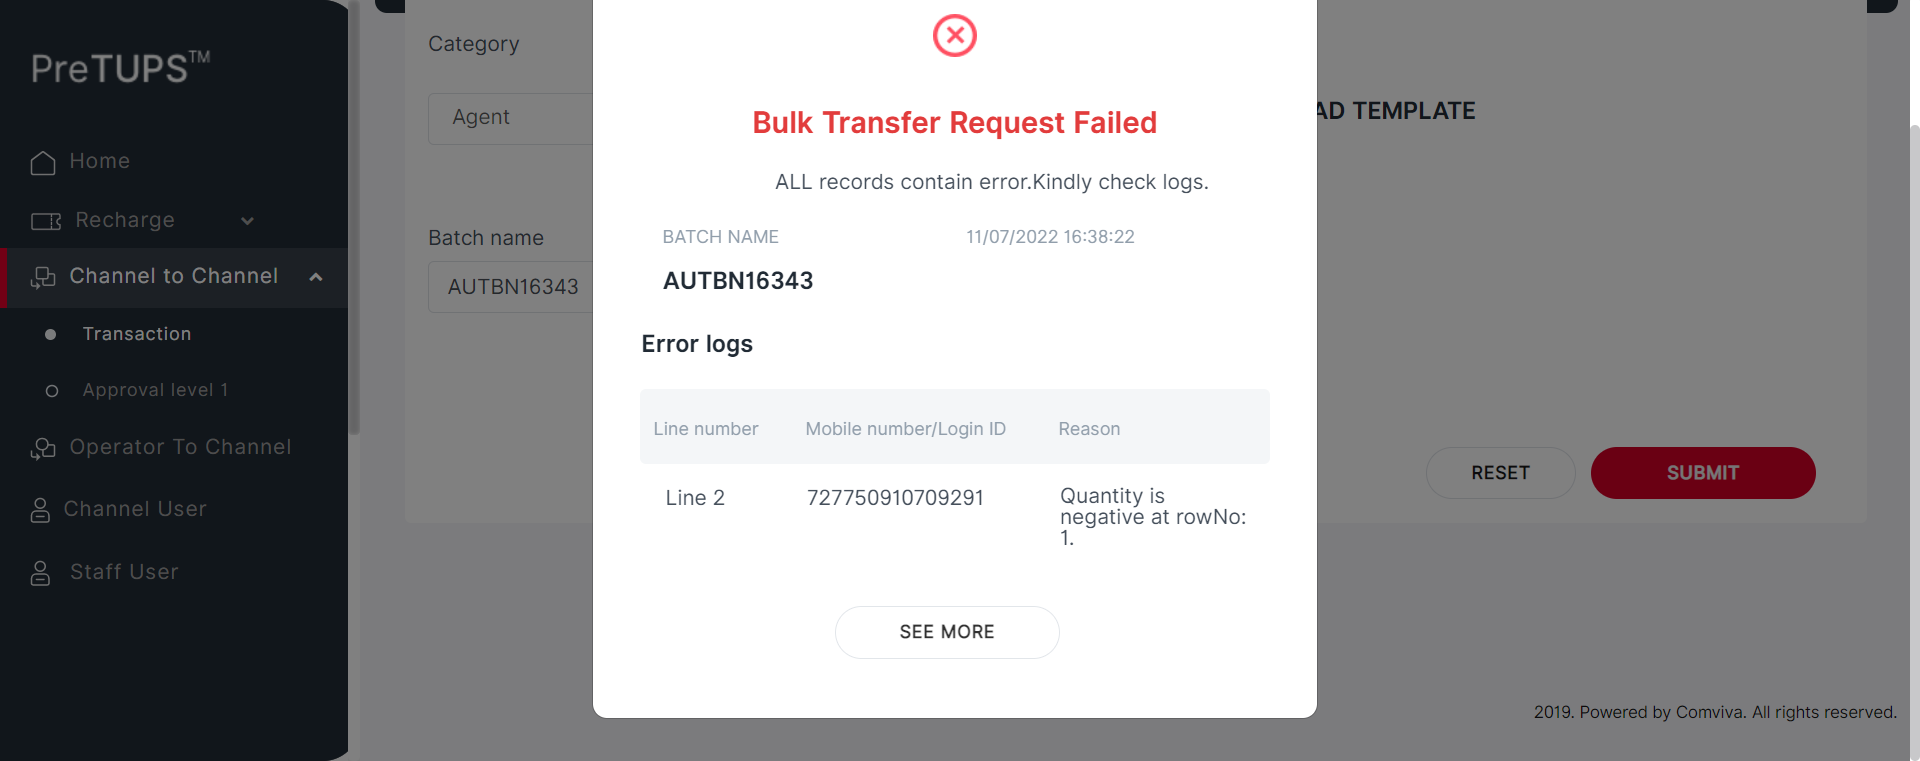 PreTUPS™
Home
Recharge
Channel to Channel
Transaction
Approval level 1
Operator To Channel
Channel User
Staff User
Category
Agent
Batch name
AUTBN16343
AD TEMPLATE
RESET
SUBMIT
Bulk Transfer Request Failed
ALL records contain error.Kindly check logs.
BATCH NAME 11/07/2022 16:38:22
AUTBN16343
Error logs
Line number Mobile number/Login ID Reason
Line 2 727750910709291 Quantity is
negative at rowNo:
1.
SEE MORE
2019. Powered by Comviva. All rights reserved.